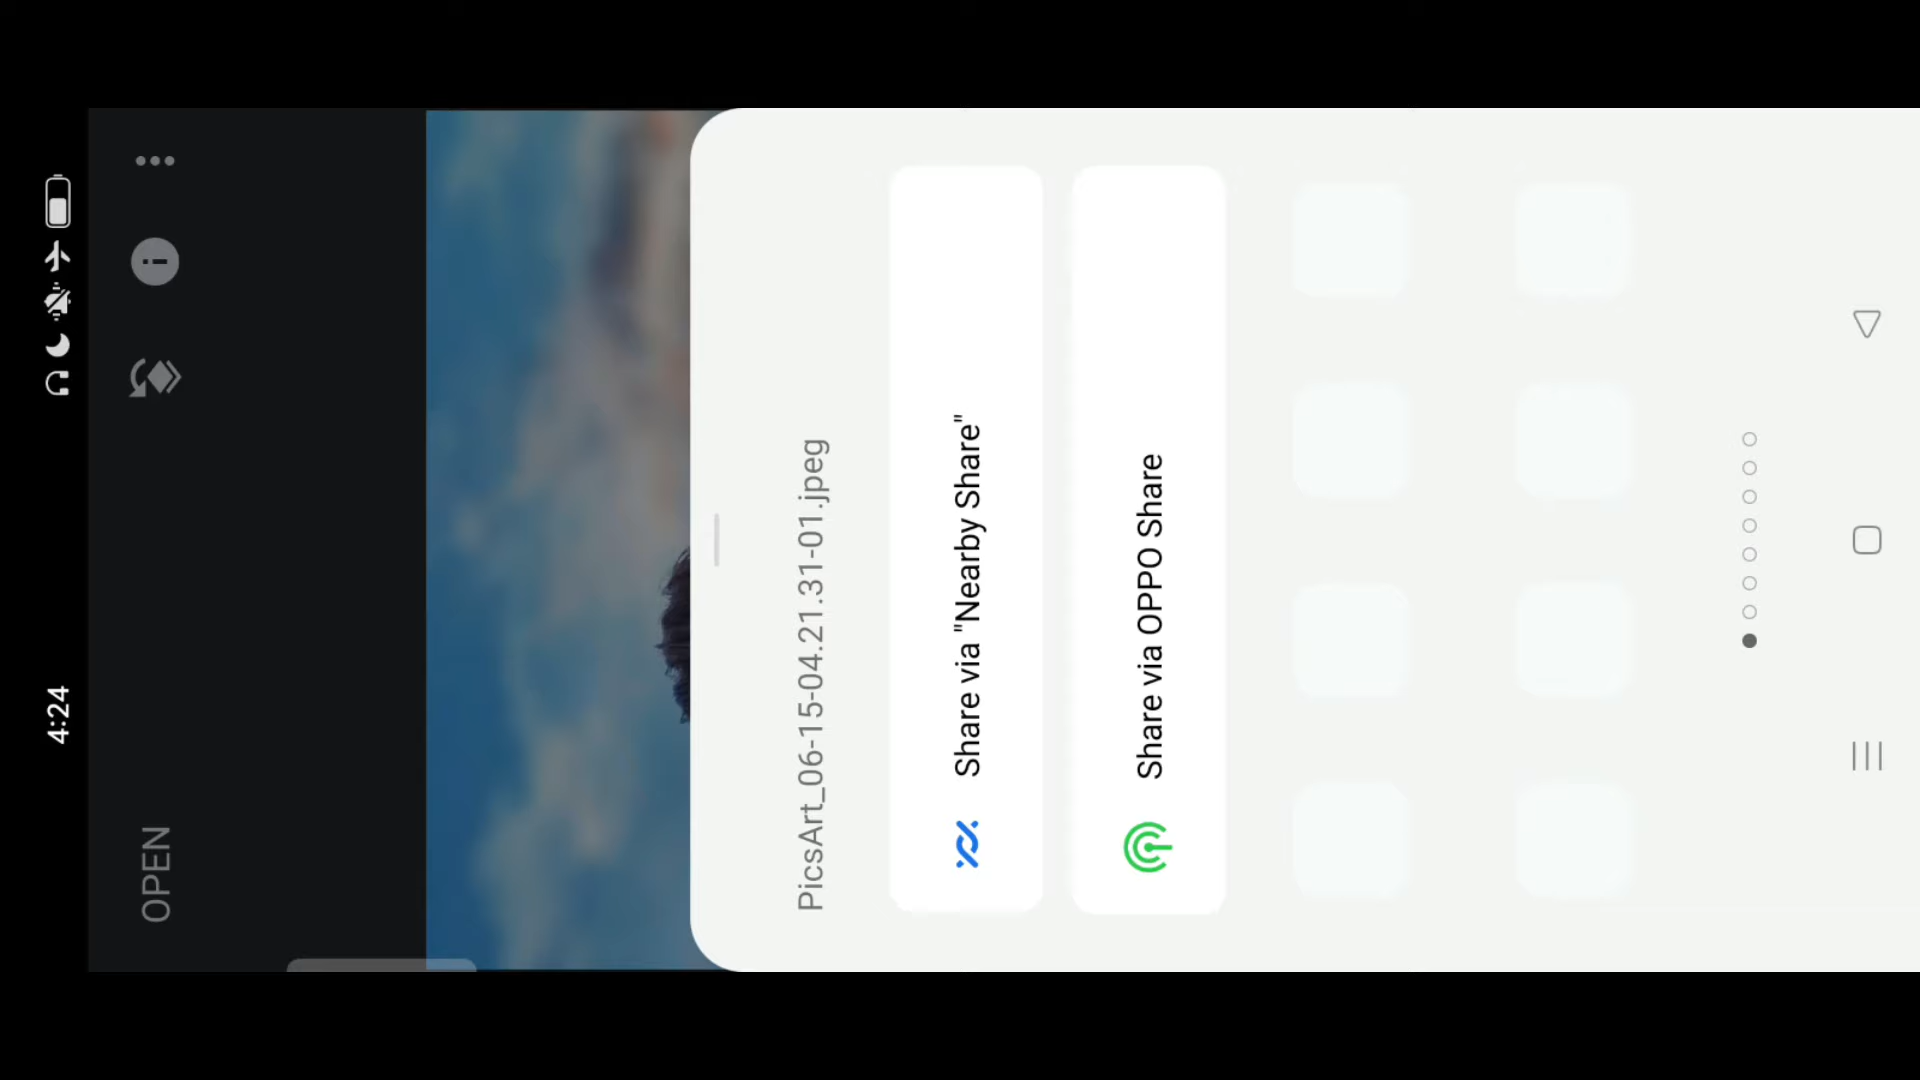 4:24
OPEN
PicsArt_06-15-04.21.31-01.jpeg
Share via "Nearby Share"
Share via OPPO Share